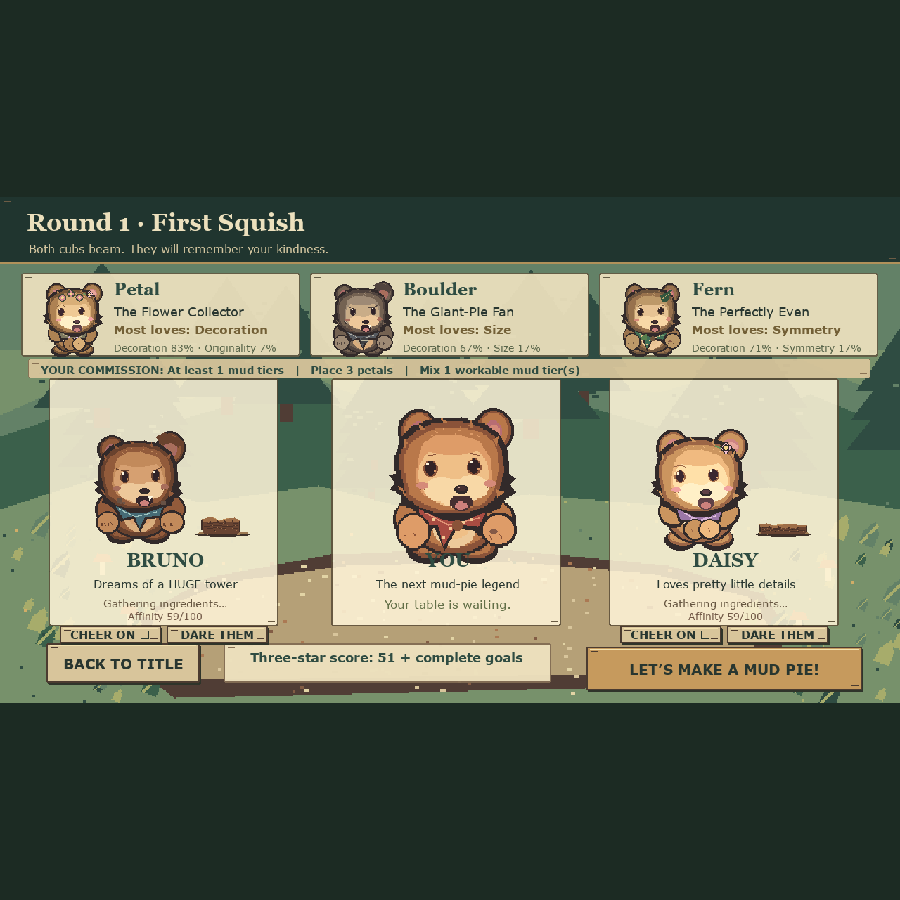 Round 1 · First Squish
Both cubs beam. They will remember your kindness.
Petal
The Flower Collector
Most loves: Decoration
Decoration 83% · Originality 7%
Boulder
The Giant-Pie Fan
Most loves: Size
Decoration 67% · Size 17%
Fern
The Perfectly Even
Most loves: Symmetry
Decoration 71% · Symmetry 17%
YOUR COMMISSION: At least 1 mud tiers | Place 3 petals | Mix 1 workable mud tier(s)
BRUNO
Dreams of a HUGE tower
Gathering ingredients...
Affinity 59/100
CHEER ON
DARE THEM
YOU
The next mud-pie legend
Your table is waiting.
DAISY
Loves pretty little details
Gathering ingredients...
Affinity 59/100
CHEER ON
DARE THEM
BACK TO TITLE
Three-star score: 51 + complete goals
LET'S MAKE A MUD PIE!